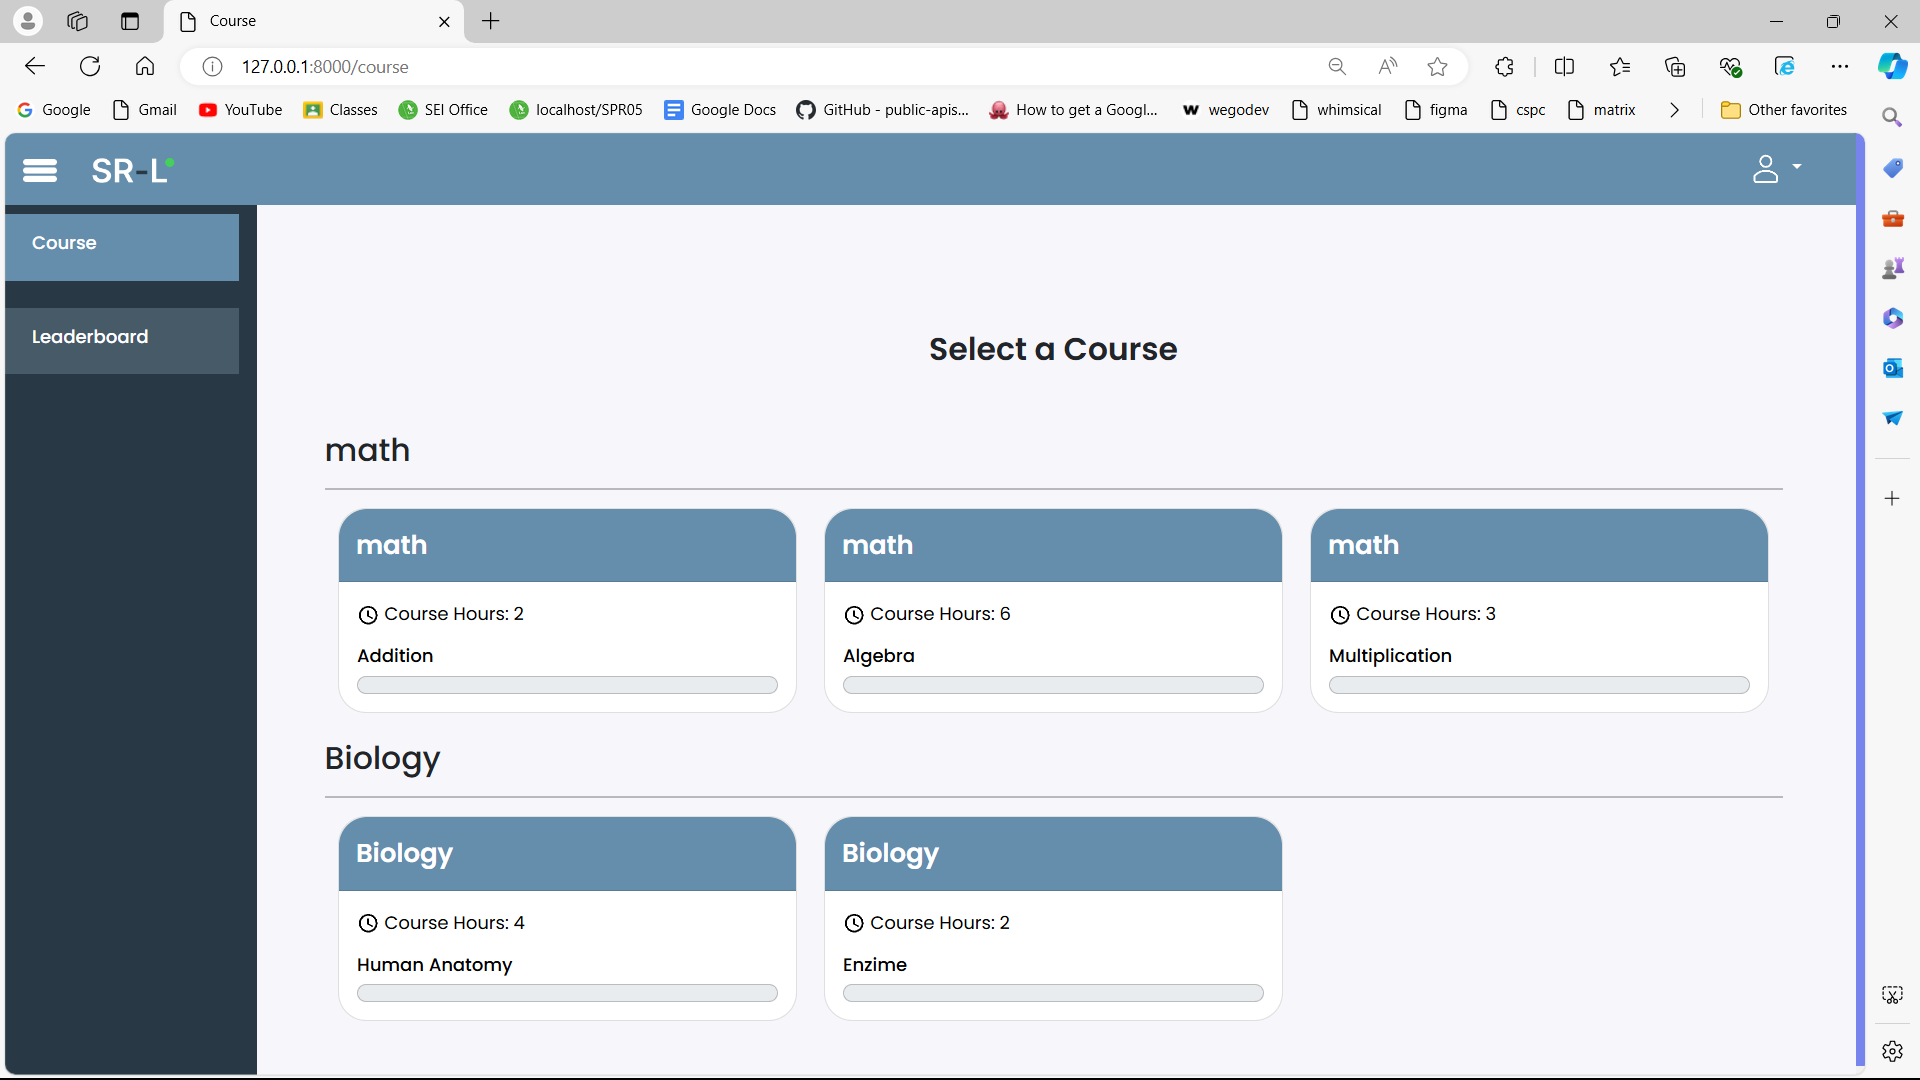 Course
127.0.0.1:8000/course
Google Gmail YouTube Classes SEI Office localhost/SPR05 Google Docs GitHub - public-apis... How to get a Googl... W wegodev whimsical figma cspc matrix Other favorites
SR-L
Course
Leaderboard
Select a Course
math
math math math
Course Hours: 2 Course Hours: 6 Course Hours: 3
Addition Algebra Multiplication
Biology
Biology Biology
Course Hours: 4 Course Hours: 2
Human Anatomy Enzime